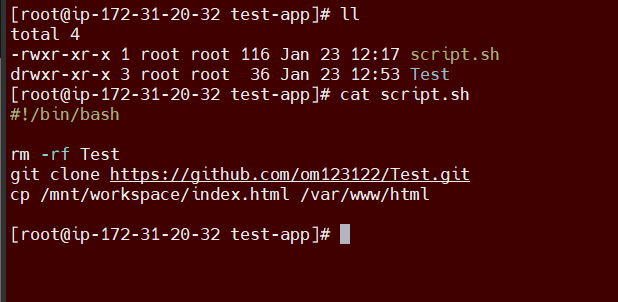 [root@ip-172-31-20-32 test-app]# ll
total 4
-rwxr-xr-x 1 root root 116 Jan 23 12:17 script.sh
drwxr-xr-x 3 root root  36 Jan 23 12:53 Test
[root@ip-172-31-20-32 test-app]# cat script.sh
#!/bin/bash
rm -rf Test
git clone https://github.com/om123122/Test.git
cp /mnt/workspace/index.html /var/www/html
[root@ip-172-31-20-32 test-app]#